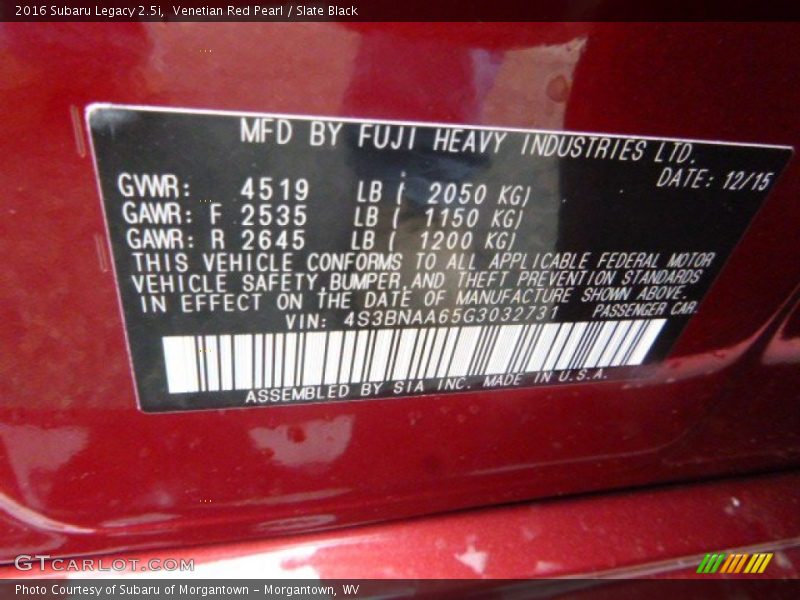 2016 Subaru Legacy 2.5i, Venetian Red Pearl / Slate Black
MFD BY FUJI HEAVY INDUSTRIES LTD.
DATE: 12/15
GVWR: 4519 LB ( 2050 KG)
GAWR: F 2535 LB ( 1150 KG)
GAWR: R 2645 LB ( 1200 KG)
THIS VEHICLE CONFORMS TO ALL APPLICABLE FEDERAL MOTOR
VEHICLE SAFETY, BUMPER, AND THEFT PREVENTION STANDARDS
IN EFFECT ON THE DATE OF MANUFACTURE SHOWN ABOVE.
VIN: 4S3BNAA65G3032731 PASSENGER CAR.
ASSEMBLED BY SIA INC. MADE IN U.S.A.
GTCARLOT.COM
Photo Courtesy of Subaru of Morgantown - Morgantown, WV